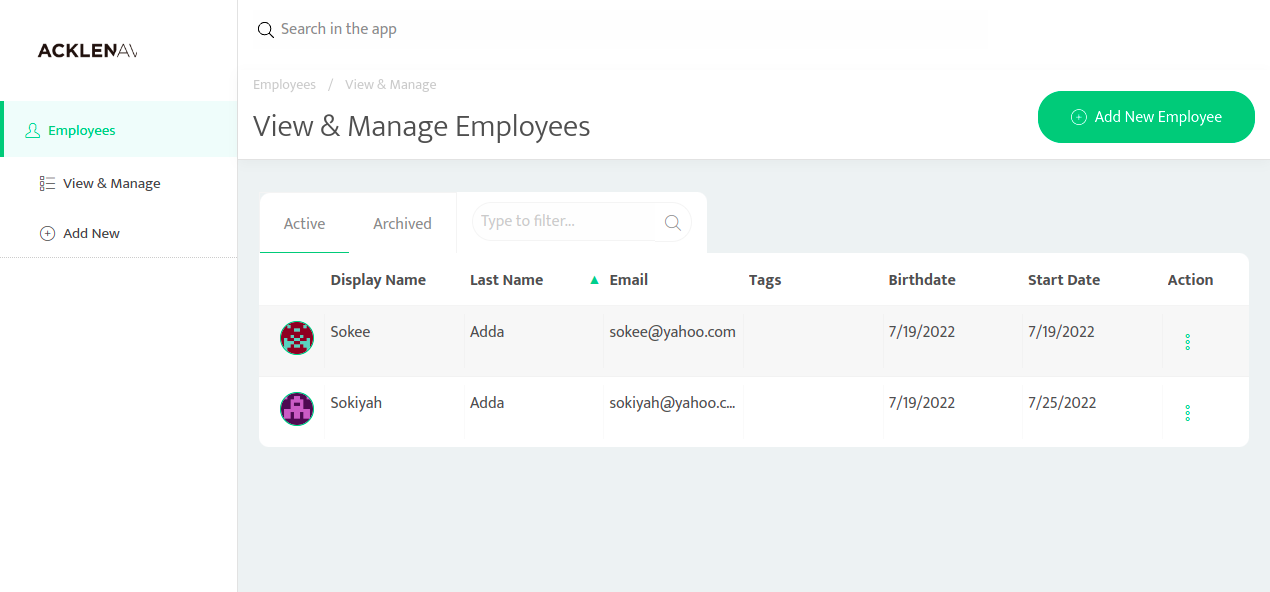 ACKLENAV
Search in the app
Employees / View & Manage
View & Manage Employees
Add New Employee
Employees
View & Manage
Add New
Active Archived Type to filter...
Display Name Last Name ▲ Email Tags Birthdate Start Date Action
Sokee Adda sokee@yahoo.com 7/19/2022 7/19/2022
Sokiyah Adda sokiyah@yahoo.c... 7/19/2022 7/25/2022